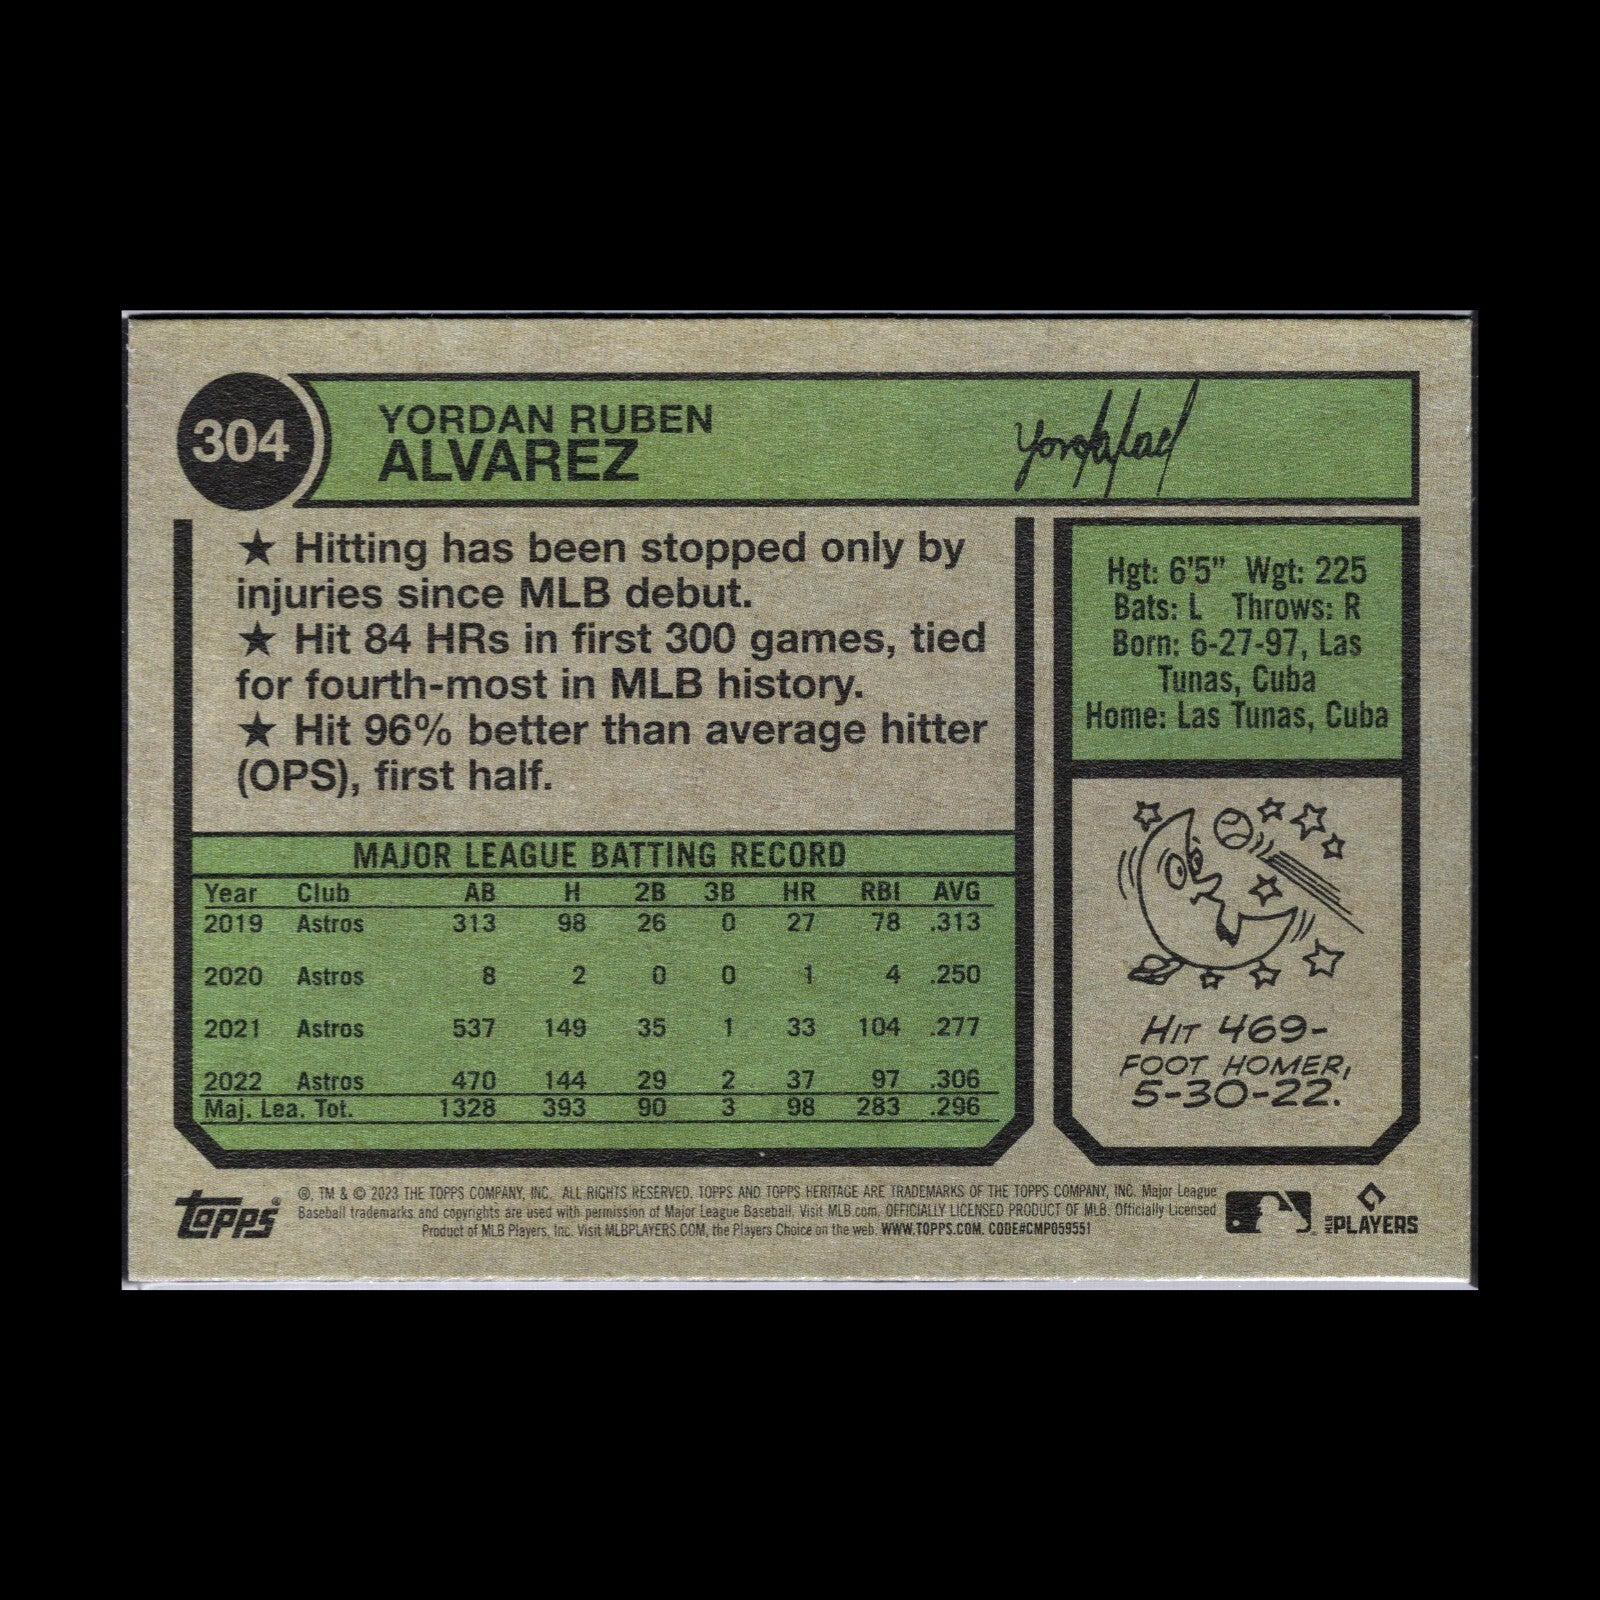 304
YORDAN RUBEN
ALVAREZ
★ Hitting has been stopped only by
injuries since MLB debut.
★ Hit 84 HRs in first 300 games, tied
for fourth-most in MLB history.
★ Hit 96% better than average hitter
(OPS), first half.
MAJOR LEAGUE BATTING RECORD
Year Club AB H 2B 3B HR RBI AVG
2019 Astros 313 98 26 0 27 78 .313
2020 Astros 8 2 0 0 1 4 .250
2021 Astros 537 149 35 1 33 104 .277
2022 Astros 470 144 29 2 37 97 .306
Maj. Lea. Tot. 1328 393 90 3 98 283 .296
Hgt: 6'5” Wgt: 225
Bats: L Throws: R
Born: 6-27-97, Las
Tunas, Cuba
Home: Las Tunas, Cuba
HIT 469-
FOOT HOMER,
5-30-22.
Topps®
®, TM & © 2023 THE TOPPS COMPANY, INC. ALL RIGHTS RESERVED. TOPPS AND TOPPS HERITAGE ARE TRADEMARKS OF THE TOPPS COMPANY, INC. Major League
Baseball trademarks and copyrights are used with permission of Major League Baseball. Visit MLB.com. OFFICIALLY LICENSED PRODUCT OF MLB. Officially Licensed
Product of MLB Players, Inc. Visit MLBPLAYERS.COM, the Players Choice on the web. WWW.TOPPS.COM. CODE#CMP059551
MLB PLAYERS